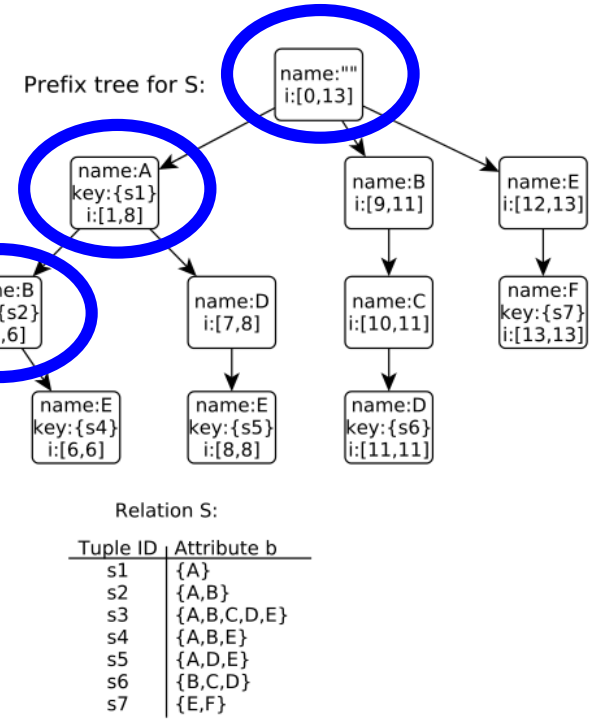 Prefix tree for S:
name:""
i:[0,13]
name:A
key:{s1}
i:[1,8]
name:B
i:[9,11]
name:E
i:[12,13]
e:B
{s2}
,6]
name:D
i:[7,8]
name:C
i:[10,11]
name:F
key:{s7}
i:[13,13]
name:E
key:{s4}
i:[6,6]
name:E
key:{s5}
i:[8,8]
name:D
key:{s6}
i:[11,11]
Relation S:
Tuple ID Attribute b
s1 {A}
s2 {A,B}
s3 {A,B,C,D,E}
s4 {A,B,E}
s5 {A,D,E}
s6 {B,C,D}
s7 {E,F}